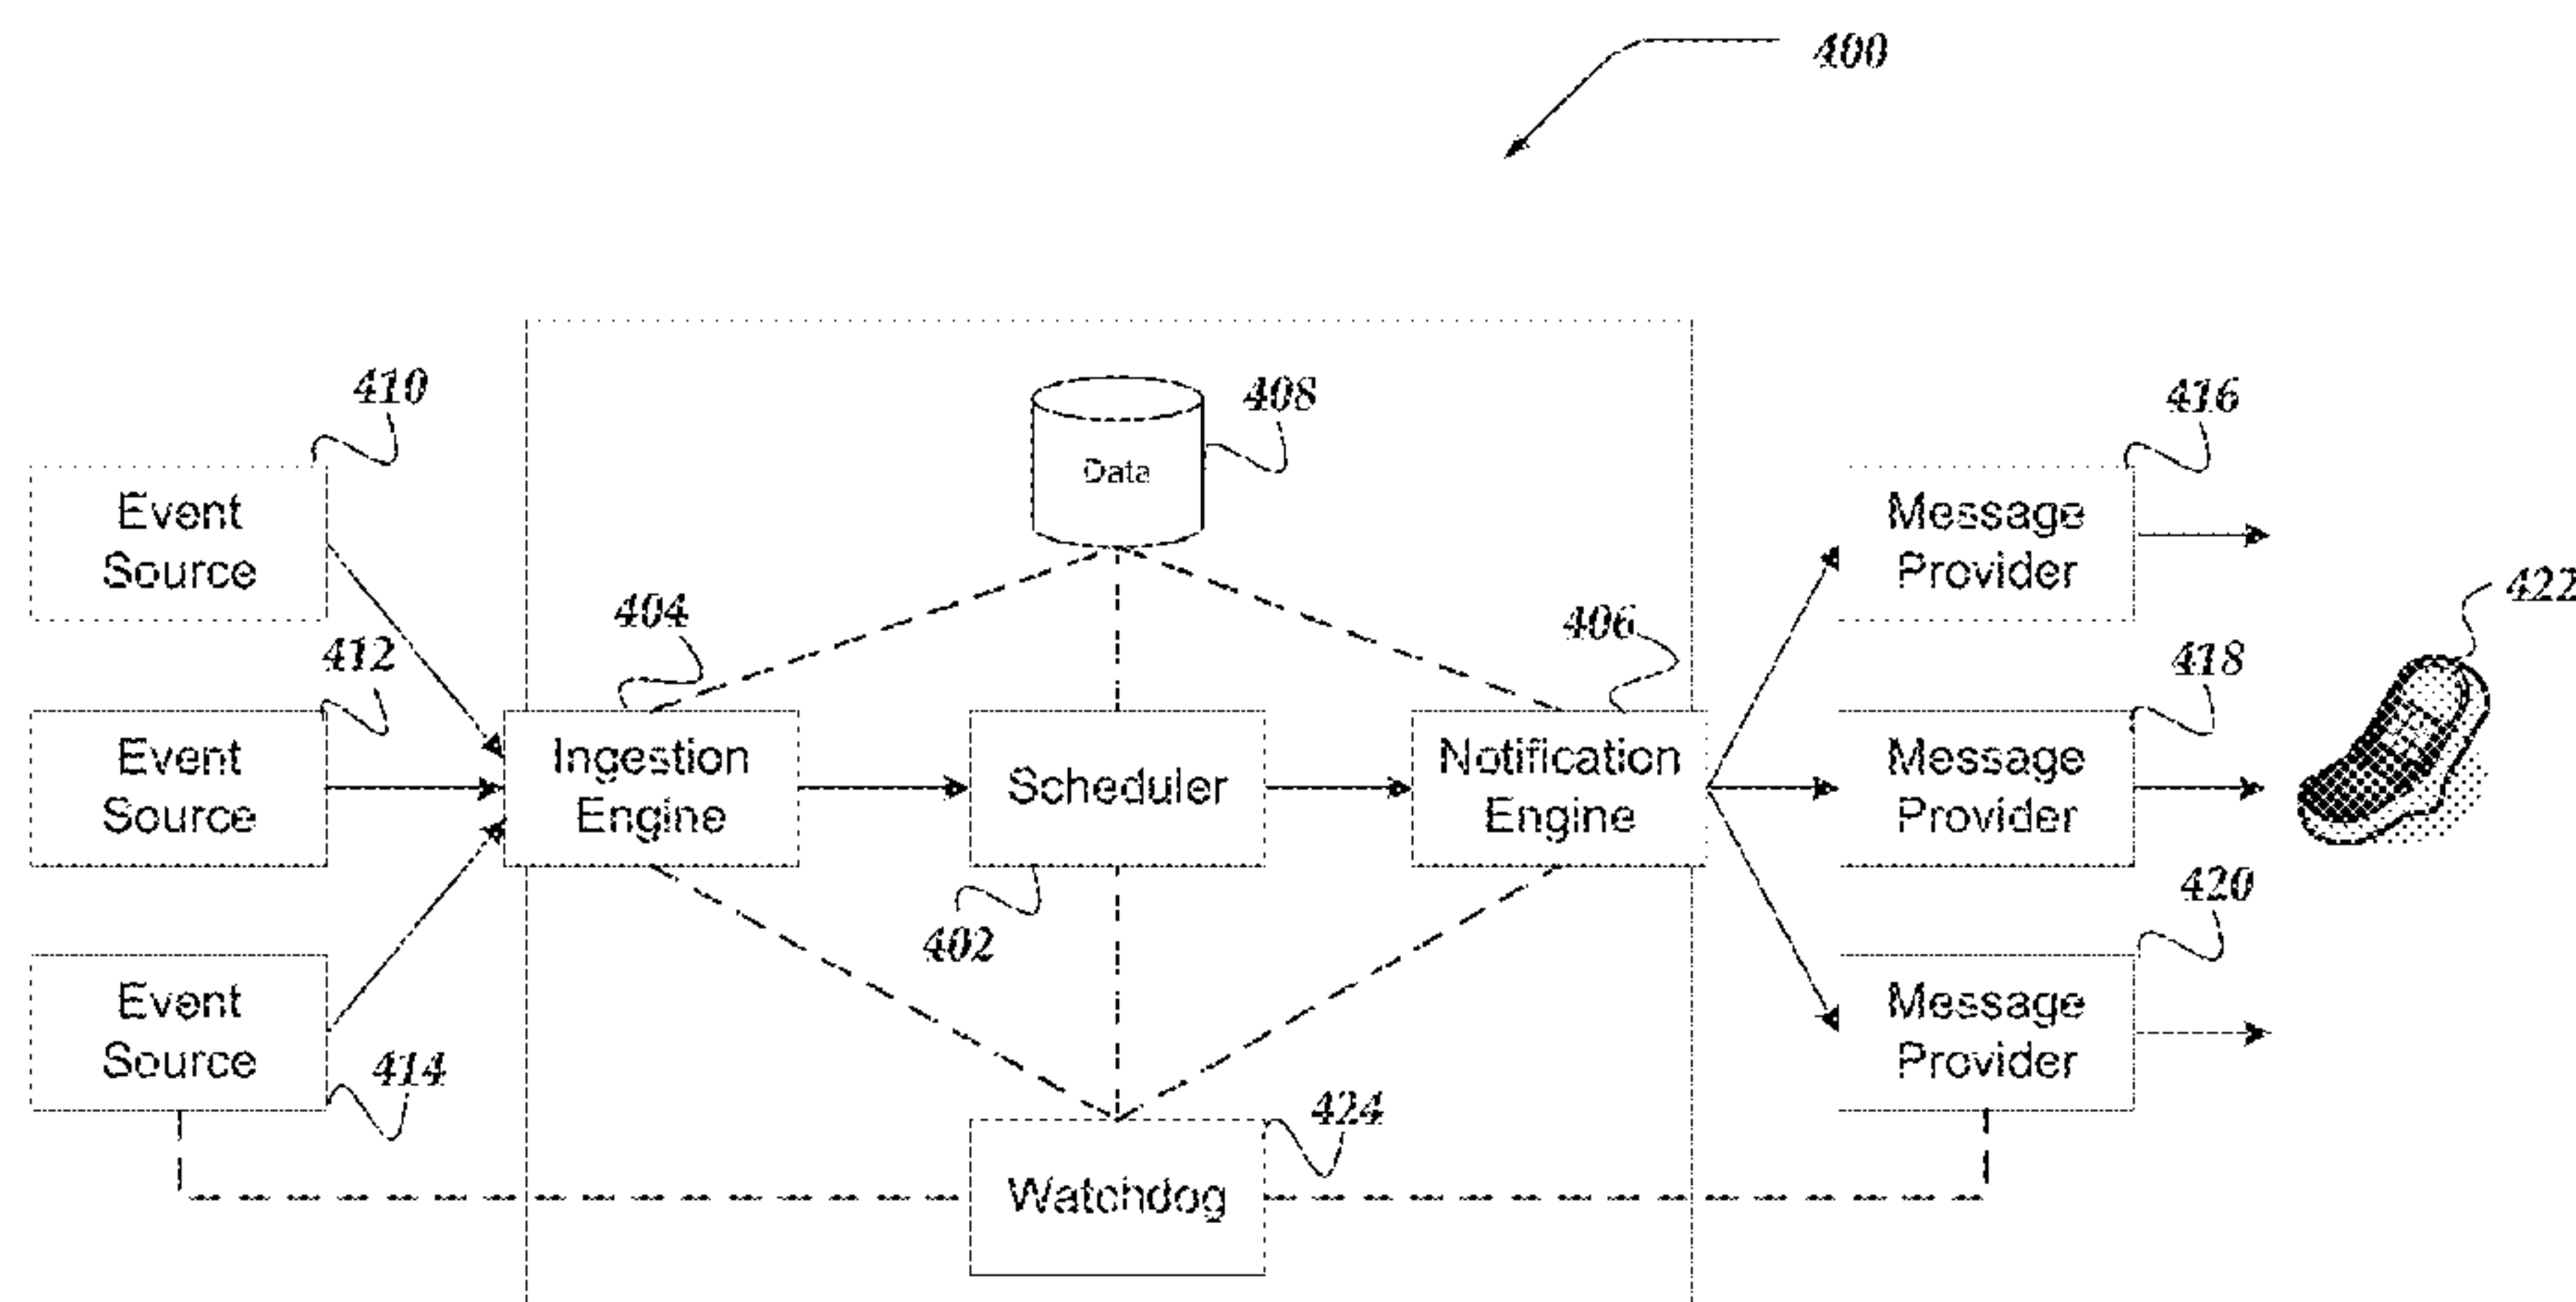 400
410
408
416
Event
Source
Data
Message
Provider
404
406
422
412
418
Event
Source
Ingestion
Engine
Scheduler
Notification
Engine
Message
Provider
402
420
Event
Source
Message
Provider
414
424
Watchdog